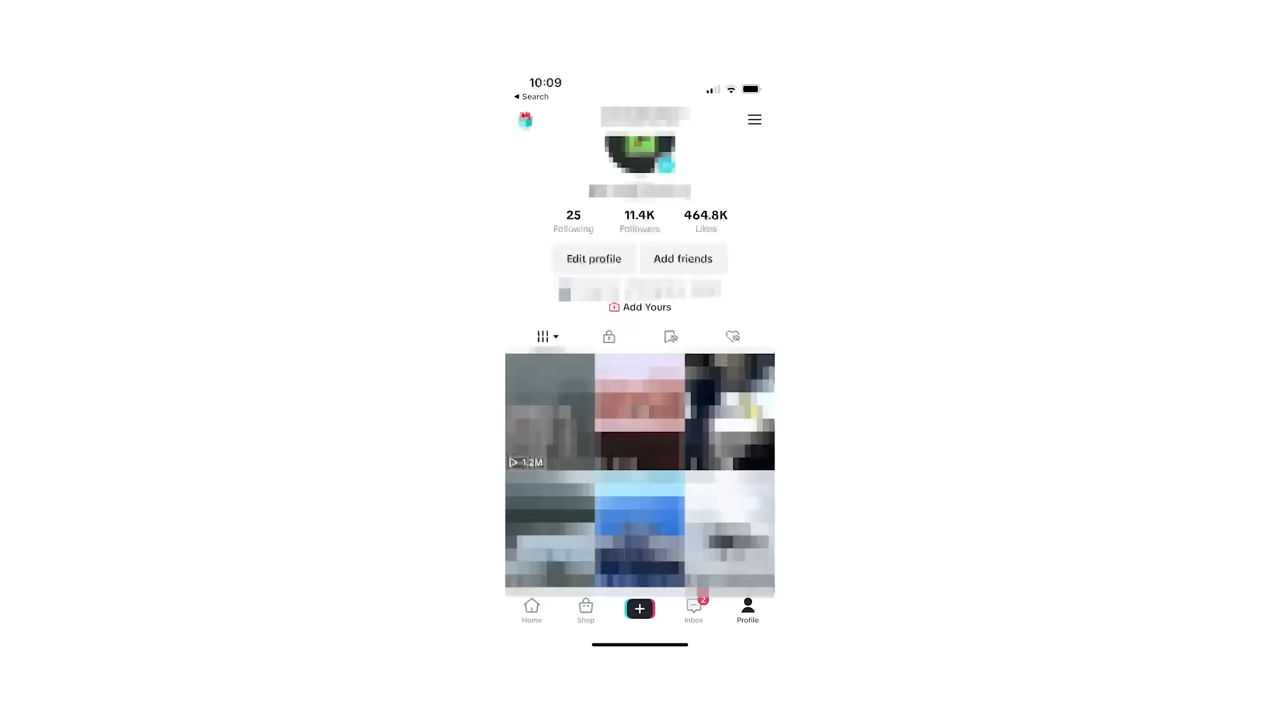 10:09
◀ Search
25 11.4K 464.8K
Following Followers Likes
Edit profile Add friends
Add Yours
1.2M
2
Home Shop Inbox Profile